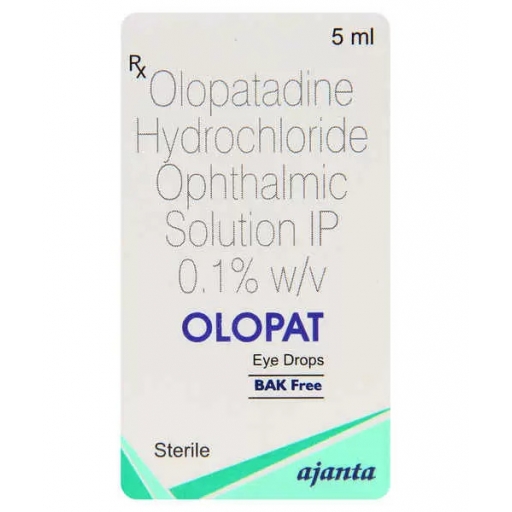 5 ml
Rx Olopatadine
Hydrochloride
Ophthalmic
Solution IP
0.1% w/v
OLOPAT
Eye Drops
BAK Free
Sterile
ajanta